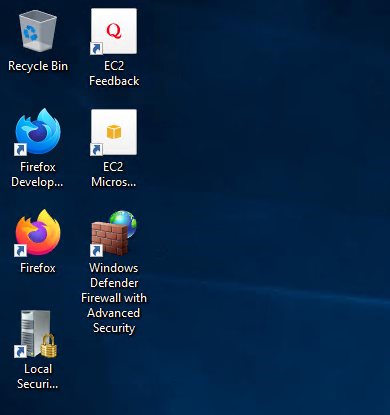 Recycle Bin
EC2
Feedback
Firefox
Develop...
EC2
Micros...
Firefox
Windows
Defender
Firewall with
Advanced
Security
Local
Securi...
Q